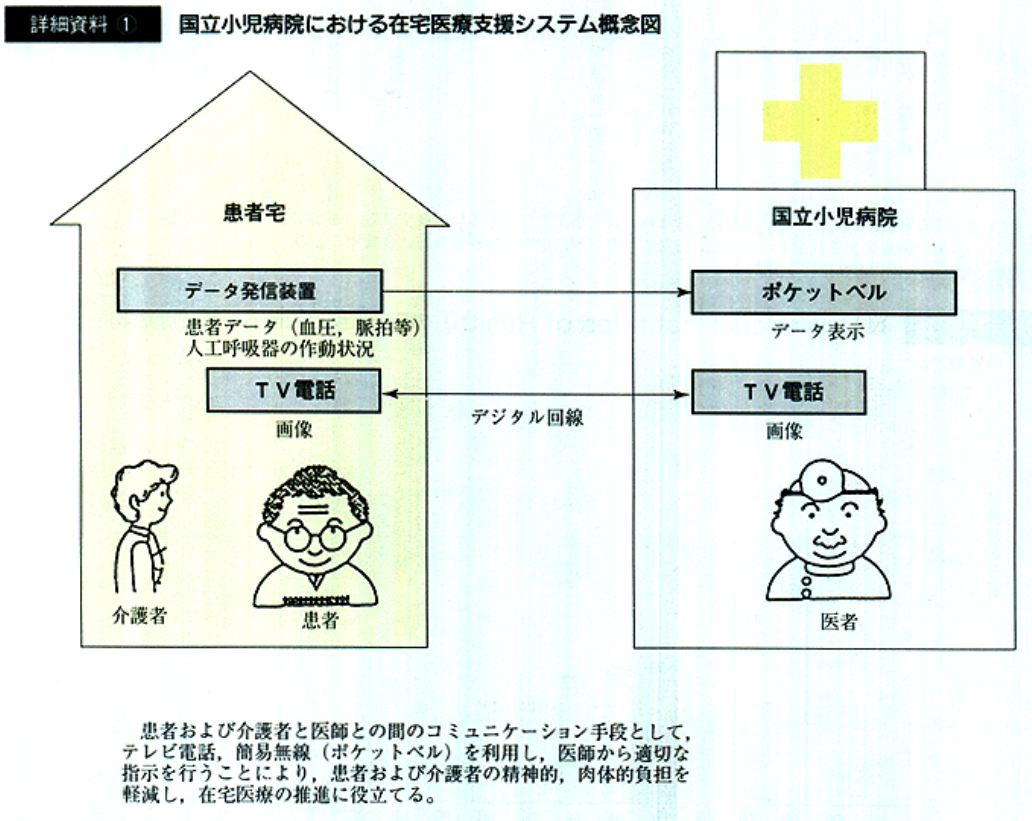 詳細資料 ①
国立小児病院における在宅医療支援システム概念図
患者宅
国立小児病院
データ発信装置
ポケットベル
患者データ（血圧，脈拍等）
人工呼吸器の作動状況
データ表示
ＴＶ電話
デジタル回線
ＴＶ電話
画像
画像
介護者
患者
医者
患者および介護者と医師との間のコミュニケーション手段として，
テレビ電話，簡易無線（ポケットベル）を利用し，医師から適切な
指示を行うことにより，患者および介護者の精神的，肉体的負担を
軽減し，在宅医療の推進に役立てる。